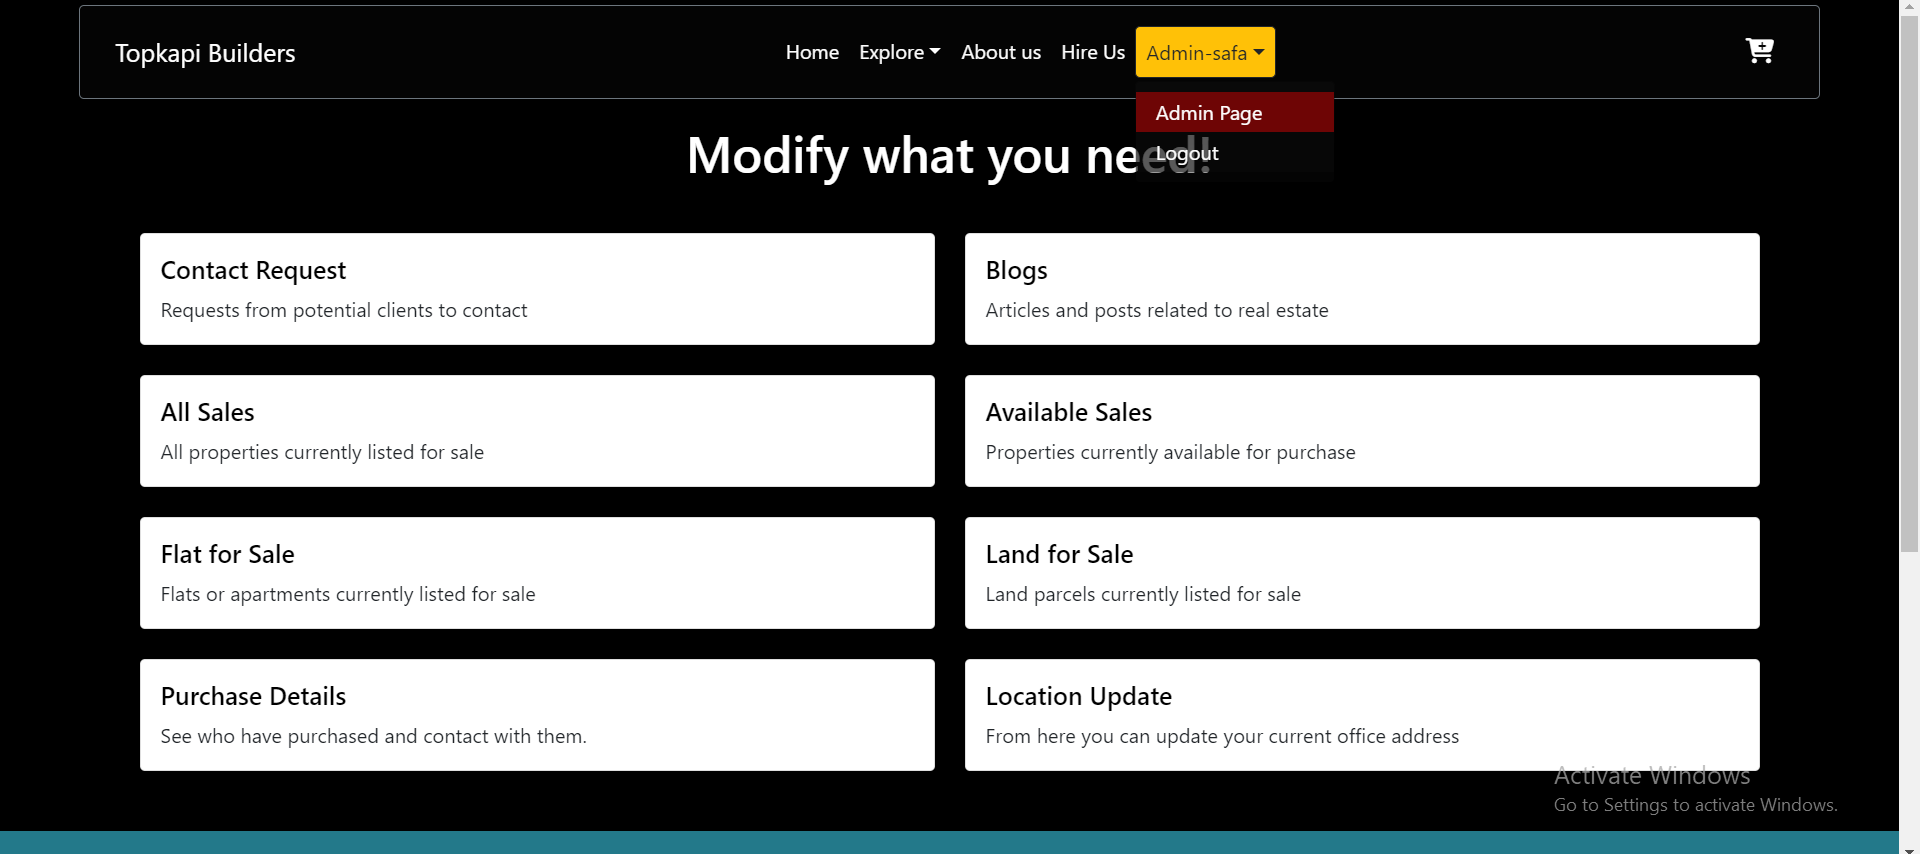 Topkapi Builders
Home Explore About us Hire Us Admin-safa
Admin Page
Logout
Modify what you need!
Contact Request
Requests from potential clients to contact
Blogs
Articles and posts related to real estate
All Sales
All properties currently listed for sale
Available Sales
Properties currently available for purchase
Flat for Sale
Flats or apartments currently listed for sale
Land for Sale
Land parcels currently listed for sale
Purchase Details
See who have purchased and contact with them.
Location Update
From here you can update your current office address
Activate Windows
Go to Settings to activate Windows.